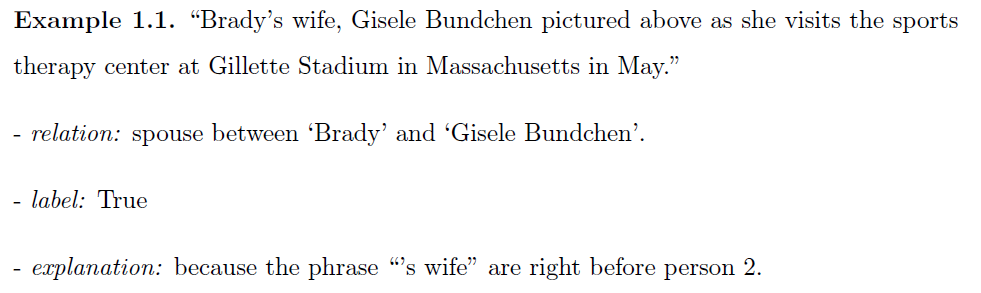 Example 1.1. “Brady’s wife, Gisele Bundchen pictured above as she visits the sports
therapy center at Gillette Stadium in Massachusetts in May.”
- relation: spouse between ‘Brady’ and ‘Gisele Bundchen’.
- label: True
- explanation: because the phrase “’s wife” are right before person 2.